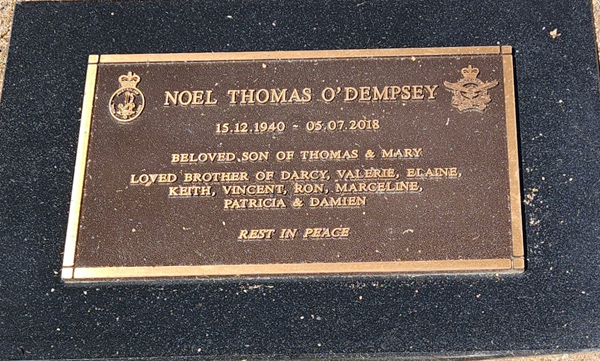 NOEL THOMAS O'DEMPSEY
15.12.1940 - 05.07.2018
BELOVED SON OF THOMAS & MARY
LOVED BROTHER OF DARCY, VALERIE, ELAINE,
KEITH, VINCENT, RON, MARCELINE,
PATRICIA & DAMIEN
REST IN PEACE